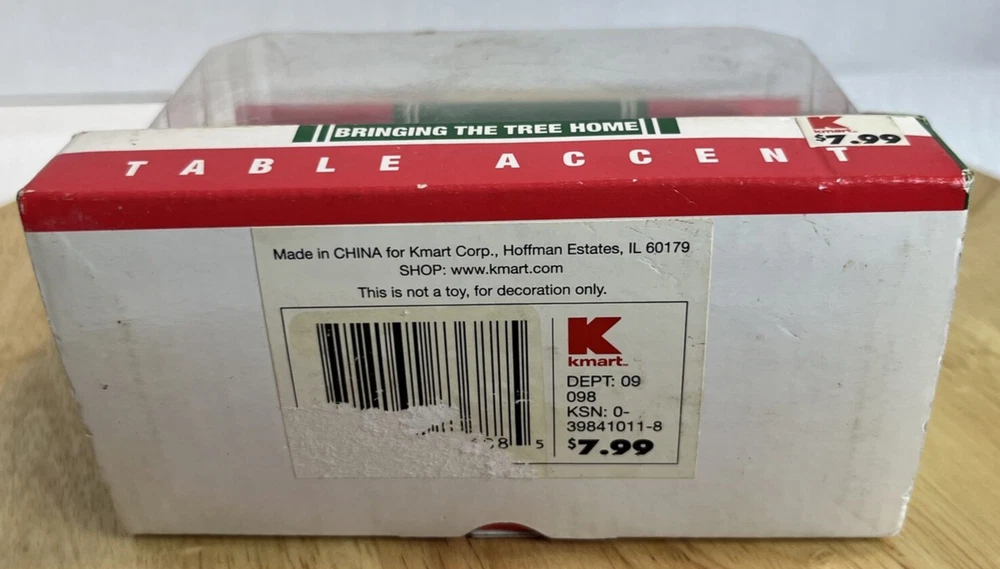 BRINGING THE TREE HOME
kmart
$7.99
TABLE ACCENT
Made in CHINA for Kmart Corp., Hoffman Estates, IL 60179
SHOP: www.kmart.com
This is not a toy, for decoration only.
K
kmart
DEPT: 09
098
KSN: 0-
39841011-8
$7.99
8 5